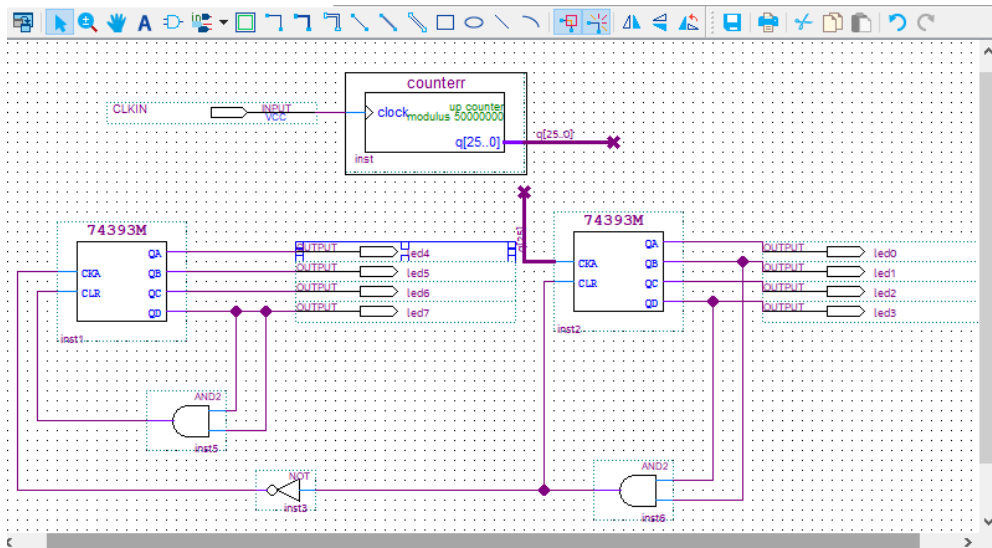 counterr
CLKIN
INPUT
VCC
clock
up counter
modulus 50000000
q[25..0]
q[25..0]
inst
q[25]
74393M
CKA
CLR
QA
QB
QC
QD
inst1
OUTPUT
led4
OUTPUT
led5
OUTPUT
led6
OUTPUT
led7
74393M
CKA
CLR
QA
QB
QC
QD
inst2
OUTPUT
led0
OUTPUT
led1
OUTPUT
led2
OUTPUT
led3
AND2
inst5
NOT
inst3
AND2
inst6